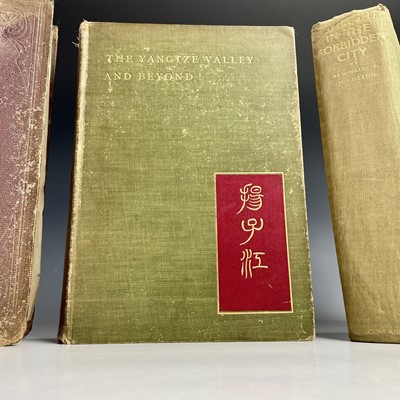 THE YANGTZE VALLEY
AND BEYOND
揚子江
IN THE
FORBIDDEN
CITY